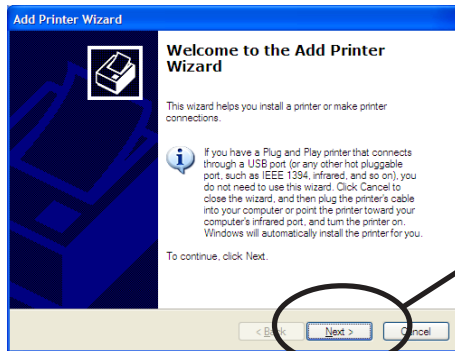 Add Printer Wizard
Welcome to the Add Printer
Wizard
This wizard helps you install a printer or make printer
connections.
If you have a Plug and Play printer that connects
through a USB port (or any other hot pluggable
port, such as IEEE 1394, infrared, and so on), you
do not need to use this wizard. Click Cancel to
close the wizard, and then plug the printer's cable
into your computer or point the printer toward your
computer's infrared port, and turn the printer on.
Windows will automatically install the printer for you.
To continue, click Next.
< Back
Next >
Cancel